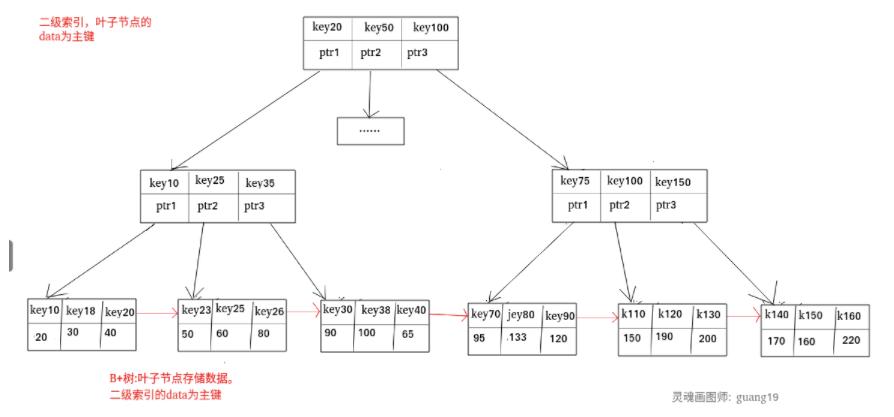 二级索引，叶子节点的
data为主键
key20 key50 key100
ptr1 ptr2 ptr3
......
key10 key25 key35
ptr1 ptr2 ptr3
key75 key100 key150
ptr1 ptr2 ptr3
key10 key18 key20
20 30 40
key23 key25 key26
50 60 80
key30 key38 key40
90 100 65
key70 jey80 key90
95 .133 120
k110 k120 k130
150 190 200
k140 k150 k160
170 160 220
B+树:叶子节点存储数据。
二级索引的data为主键
灵魂画图师: guang19